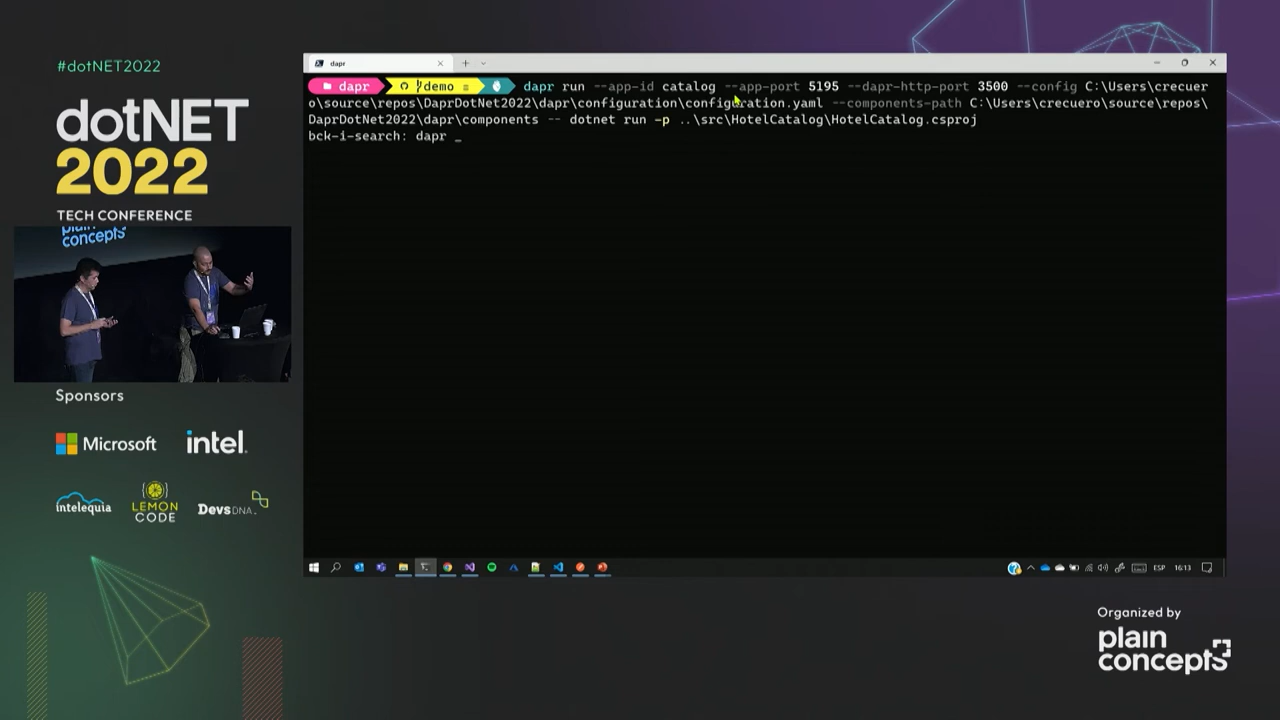 #dotNET2022
dotNET
2022
TECH CONFERENCE
plain
concepts
Sponsors
Microsoft
intel.
intelequia
LEMON
CODE
DevsDNA.
dapr
dapr demo dapr run --app-id catalog --app-port 5195 --dapr-http-port 3500 --config C:\Users\crecuer
o\source\repos\DaprDotNet2022\dapr\configuration\configuration.yaml --components-path C:\Users\crecuero\source\repos\
DaprDotNet2022\dapr\components -- dotnet run -p ..\src\HotelCatalog\HotelCatalog.csproj
bck-i-search: dapr _
ESP 16:13
Organized by
plain
concepts